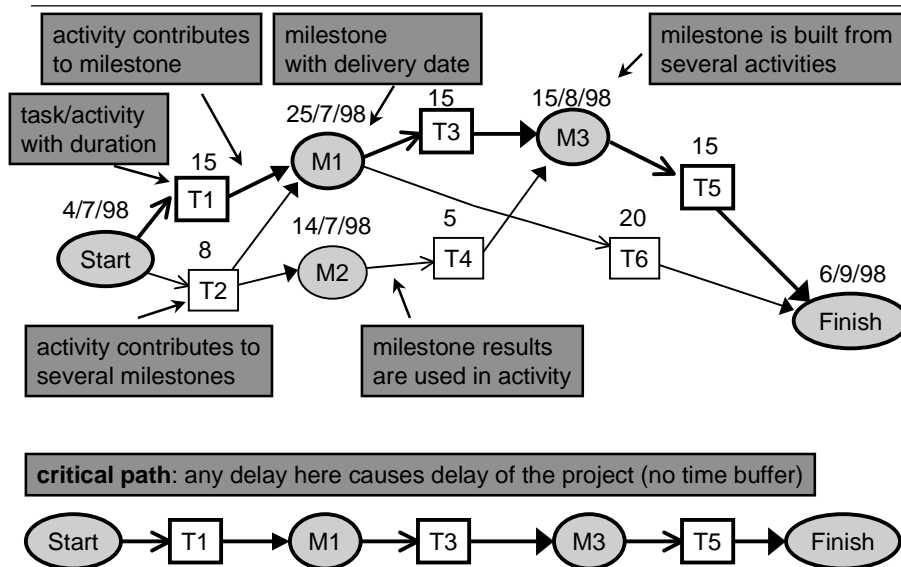 activity contributes
to milestone
milestone
with delivery date
milestone is built from
several activities
task/activity
with duration
25/7/98
15
15/8/98
15
M1
T3
M3
15
T1
T5
4/7/98
14/7/98
5
20
Start
8
M2
T4
T6
T2
6/9/98
Finish
activity contributes to
several milestones
milestone results
are used in activity
critical path: any delay here causes delay of the project (no time buffer)
Start
T1
M1
T3
M3
T5
Finish